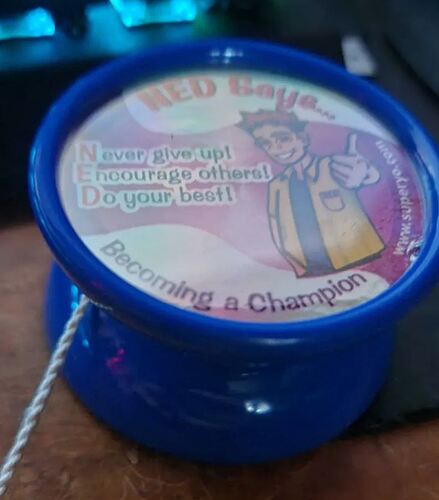 NED Says...
Never give up!
Encourage others!
Do your best!
Becoming a Champion